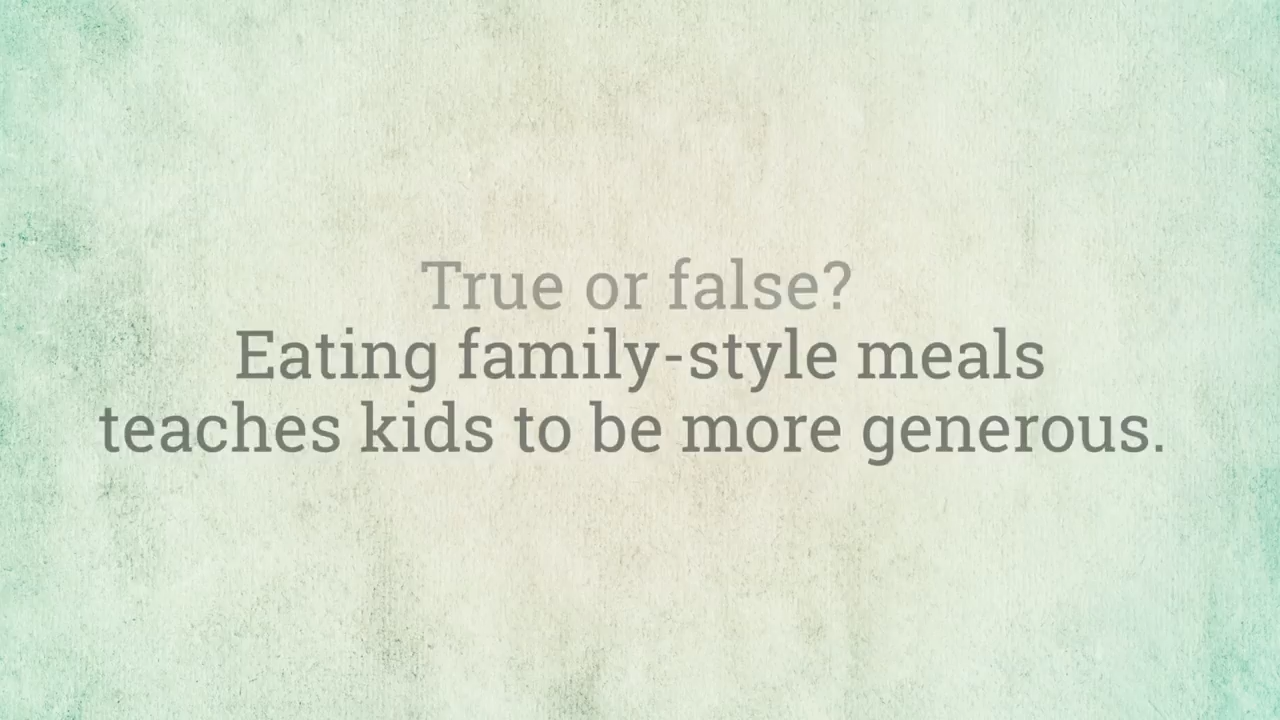 True or false?
Eating family-style meals
teaches kids to be more generous.